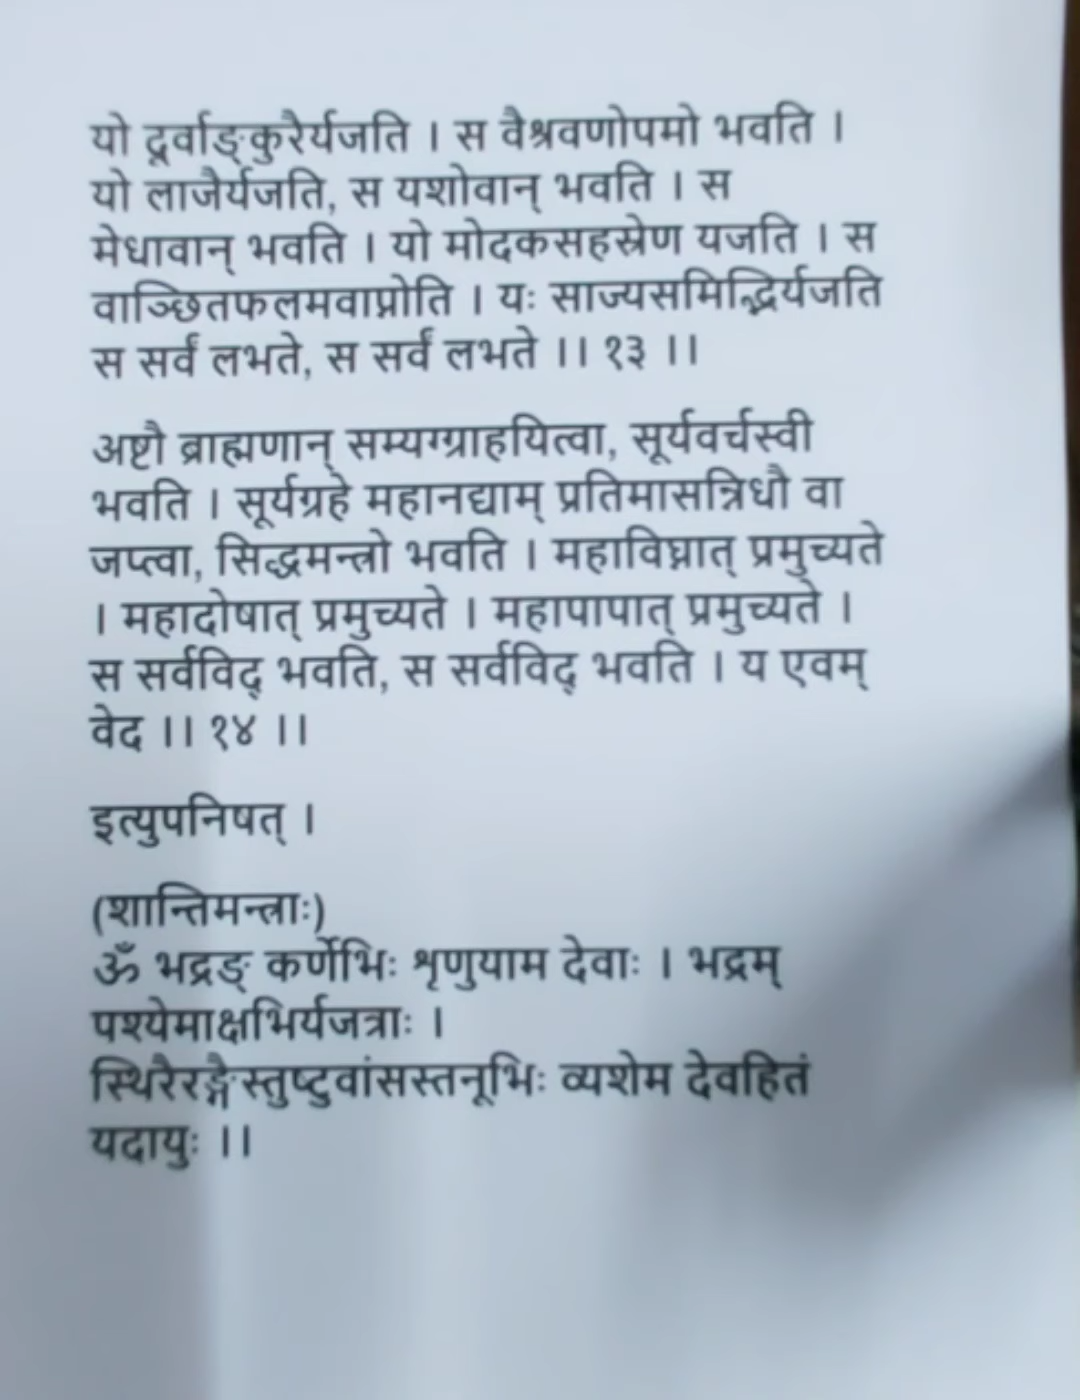 यो दूर्वाङ्कुरैर्यजति । स वैश्रवणोपमो भवति ।
यो लाजैर्यजति, स यशोवान् भवति । स
मेधावान् भवति । यो मोदकसहस्रेण यजति । स
वाञ्छितफलमवाप्नोति । यः साज्यसमिद्भिर्यजति
स सर्वं लभते, स सर्वं लभते ।। १३ ।।
अष्टौ ब्राह्मणान् सम्यग्ग्राहयित्वा, सूर्यवर्चस्वी
भवति । सूर्यग्रहे महानद्याम् प्रतिमासन्निधौ वा
जप्त्वा, सिद्धमन्त्रो भवति । महाविघ्नात् प्रमुच्यते
। महादोषात् प्रमुच्यते । महापापात् प्रमुच्यते ।
स सर्वविद् भवति, स सर्वविद् भवति । य एवम्
वेद ।। १४ ।।
इत्युपनिषत् ।
(शान्तिमन्त्राः)
ॐ भद्रङ् कर्णेभिः शृणुयाम देवाः । भद्रम्
पश्येमाक्षभिर्यजत्राः ।
स्थिरैरङ्गैस्तुष्टुवांसस्तनूभिः व्यशेम देवहितं
यदायुः ।।